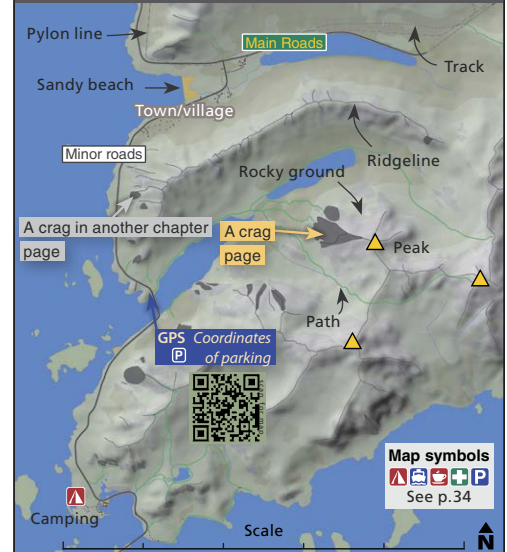 Pylon line
Main Roads
Track
Sandy beach
Town/village
Minor roads
Ridgeline
Rocky ground
A crag in another chapter
page
A crag
page
Peak
Path
GPS Coordinates
P of parking
Map symbols
P
See p.34
Camping
Scale
N